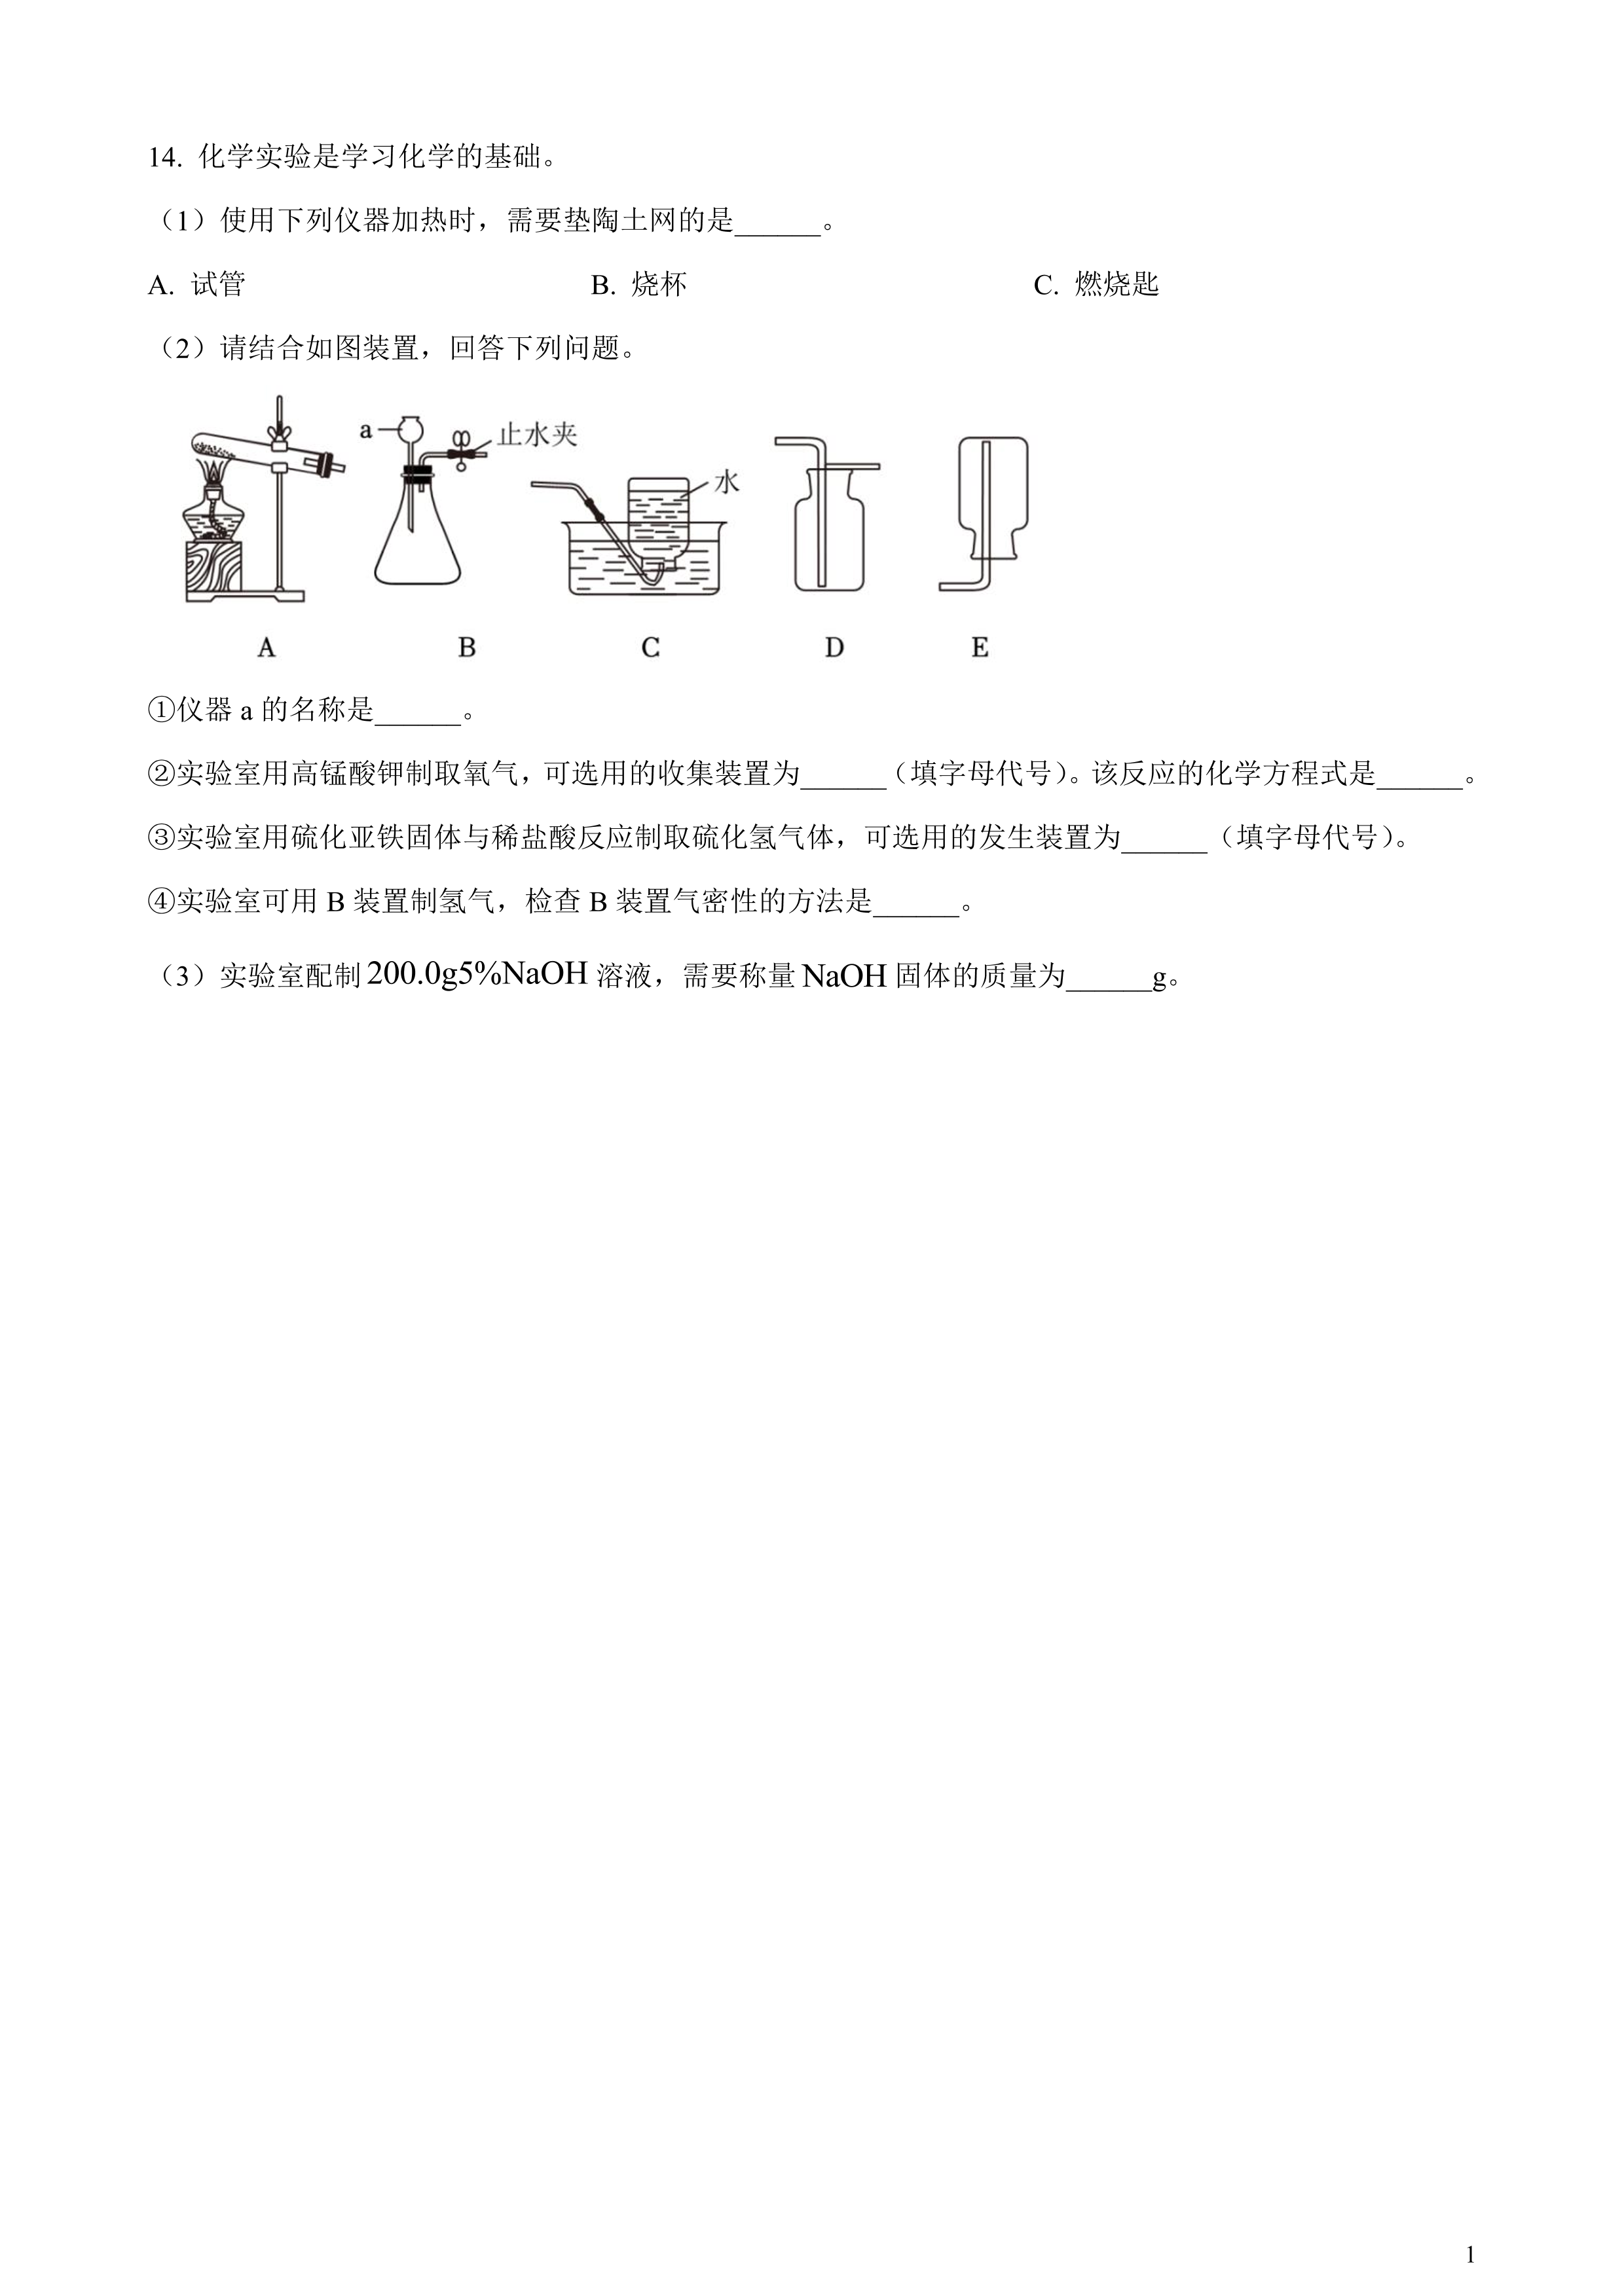 14. 化学实验是学习化学的基础。
（1）使用下列仪器加热时，需要垫陶土网的是______。
A. 试管 B. 烧杯 C. 燃烧匙
（2）请结合如图装置，回答下列问题。
a 止水夹 水
A B C D E
①仪器 a 的名称是______。
②实验室用高锰酸钾制取氧气，可选用的收集装置为______（填字母代号）。该反应的化学方程式是______。
③实验室用硫化亚铁固体与稀盐酸反应制取硫化氢气体，可选用的发生装置为______（填字母代号）。
④实验室可用 B 装置制氢气，检查 B 装置气密性的方法是______。
（3）实验室配制 200.0g5%NaOH 溶液，需要称量 NaOH 固体的质量为______g。
1